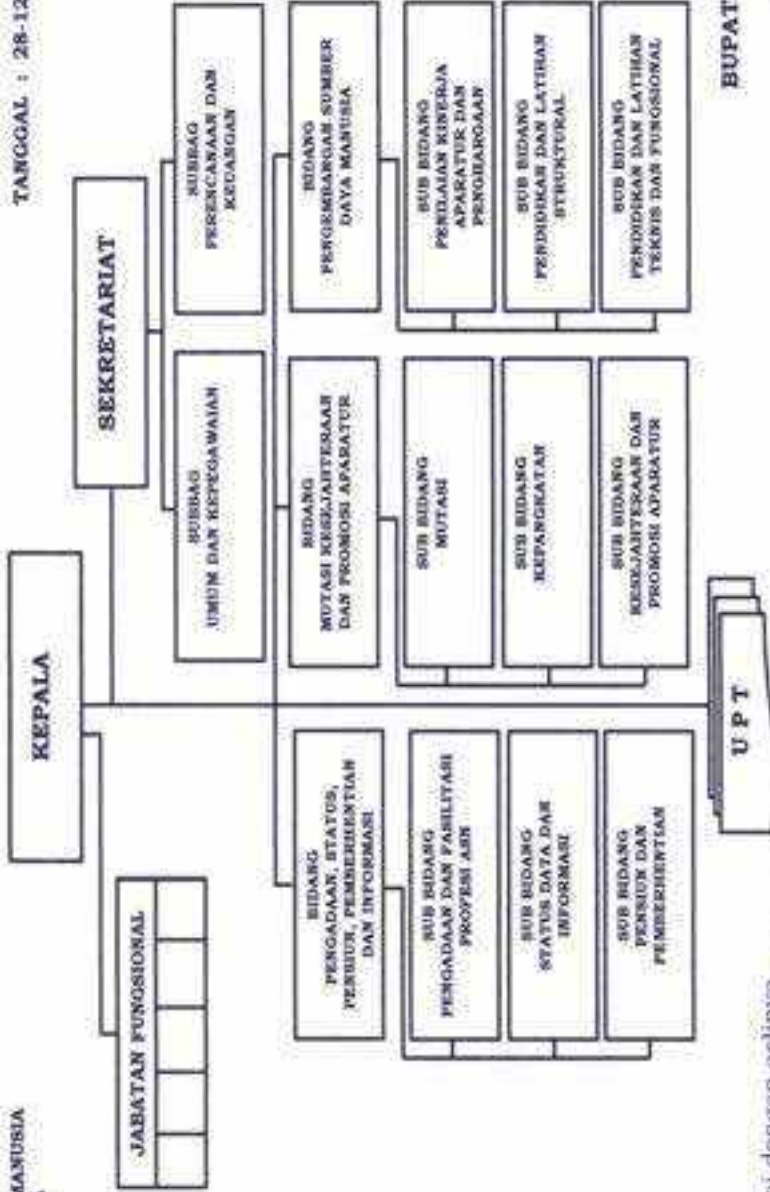 MANUSIA
TANGGAL : 28-12
KEPALA
JABATAN FUNGSIONAL
SEKRETARIAT
SUBBAG
UMUM DAN KEPEGAWAIAN
SUBBAG
PERENCANAAN DAN
KEUANGAN
BIDANG
PENGADAAN, STATUS,
PENSIUN, PEMBERHENTIAN
DAN INFORMASI
SUB BIDANG
PENGADAAN DAN FASILITASI
PROFESI ASN
SUB BIDANG
STATUS DATA DAN
INFORMASI
SUB BIDANG
PENSIUN DAN
PEMBERHENTIAN
BIDANG
MUTASI KESEJAHTERAAN
DAN PROMOSI APARATUR
SUB BIDANG
MUTASI
SUB BIDANG
KEPANGKATAN
SUB BIDANG
KESEJAHTERAAN DAN
PROMOSI APARATUR
BIDANG
PENGEMBANGAN SUMBER
DAYA MANUSIA
SUB BIDANG
PENILAIAN KINERJA
APARATUR DAN
PENGHARGAAN
SUB BIDANG
PENDIDIKAN DAN LATIHAN
STRUKTURAL
SUB BIDANG
PENDIDIKAN DAN LATIHAN
TEKNIS DAN FUNGSIONAL
U P T
BUPAT
dengan aslinya